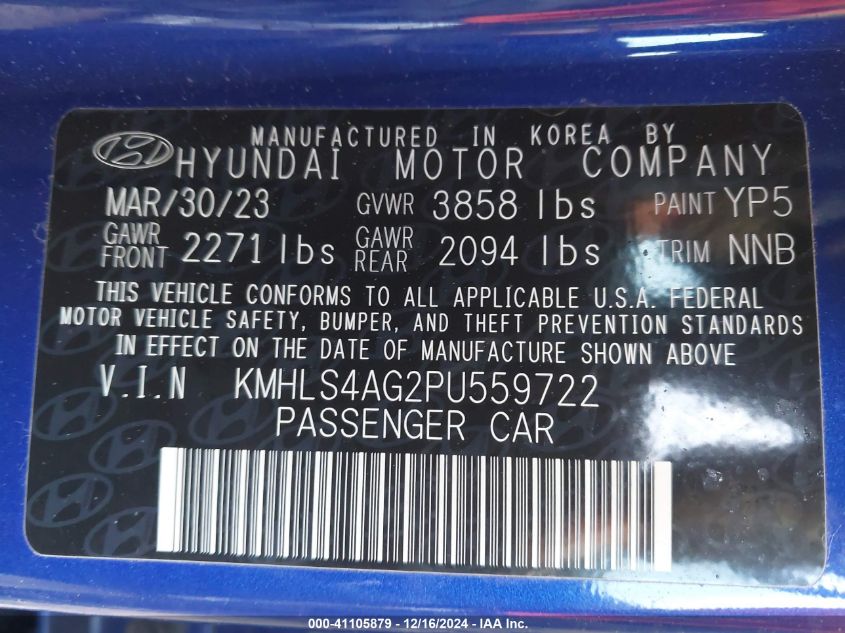 MANUFACTURED IN KOREA BY
HYUNDAI MOTOR COMPANY
MAR/30/23 GVWR 3858 lbs PAINT YP5
GAWR FRONT 2271 lbs GAWR REAR 2094 lbs TRIM NNB
THIS VEHICLE CONFORMS TO ALL APPLICABLE U.S.A. FEDERAL
MOTOR VEHICLE SAFETY, BUMPER, AND THEFT PREVENTION STANDARDS
IN EFFECT ON THE DATE OF MANUFACTURE SHOWN ABOVE
V.I.N KMHLS4AG2PU559722
PASSENGER CAR
000-41105879 - 12/16/2024 - IAA Inc.